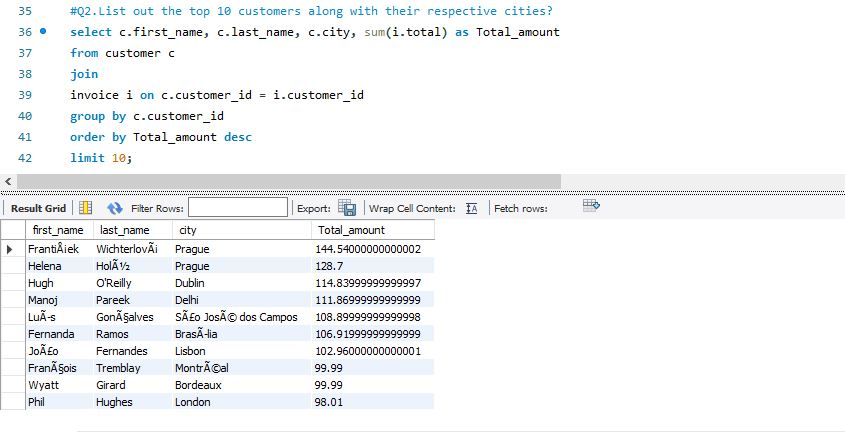 35 #Q2.List out the top 10 customers along with their respective cities?
36 select c.first_name, c.last_name, c.city, sum(i.total) as Total_amount
37 from customer c
38 join
39 invoice i on c.customer_id = i.customer_id
40 group by c.customer_id
41 order by Total_amount desc
42 limit 10;
Result Grid Filter Rows: Export: Wrap Cell Content: Fetch rows:
first_name last_name city Total_amount
FrantiÅiek WichterlovÃi Prague 144.54000000000002
Helena HolÃ½ Prague 128.7
Hugh O'Reilly Dublin 114.83999999999997
Manoj Pareek Delhi 111.86999999999999
LuÃ-s GonÃ§alves SÃ£o JosÃ© dos Campos 108.89999999999998
Fernanda Ramos BrasÃ-lia 106.91999999999999
JoÃ£o Fernandes Lisbon 102.96000000000001
FranÃ§ois Tremblay MontrÃ©al 99.99
Wyatt Girard Bordeaux 99.99
Phil Hughes London 98.01